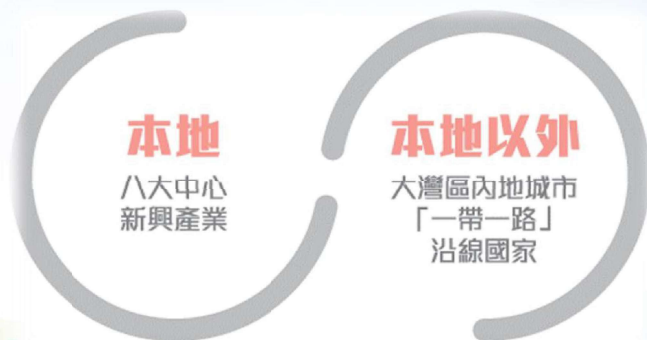 本地
八大中心
新興產業
本地以外
大灣區內地城市
「一帶一路」
沿線國家